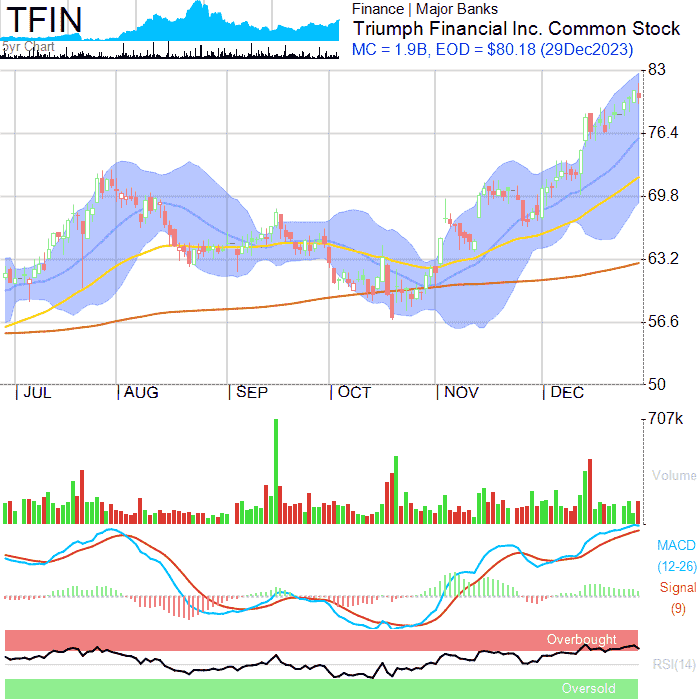 TFIN
5yr Chart
Finance | Major Banks
Triumph Financial Inc. Common Stock
MC = 1.9B, EOD = $80.18 (29Dec2023)
83
76.4
69.8
63.2
56.6
50
JUL AUG SEP OCT NOV DEC
707k
Volume
MACD
(12-26)
Signal
(9)
Overbought
RSI(14)
Oversold